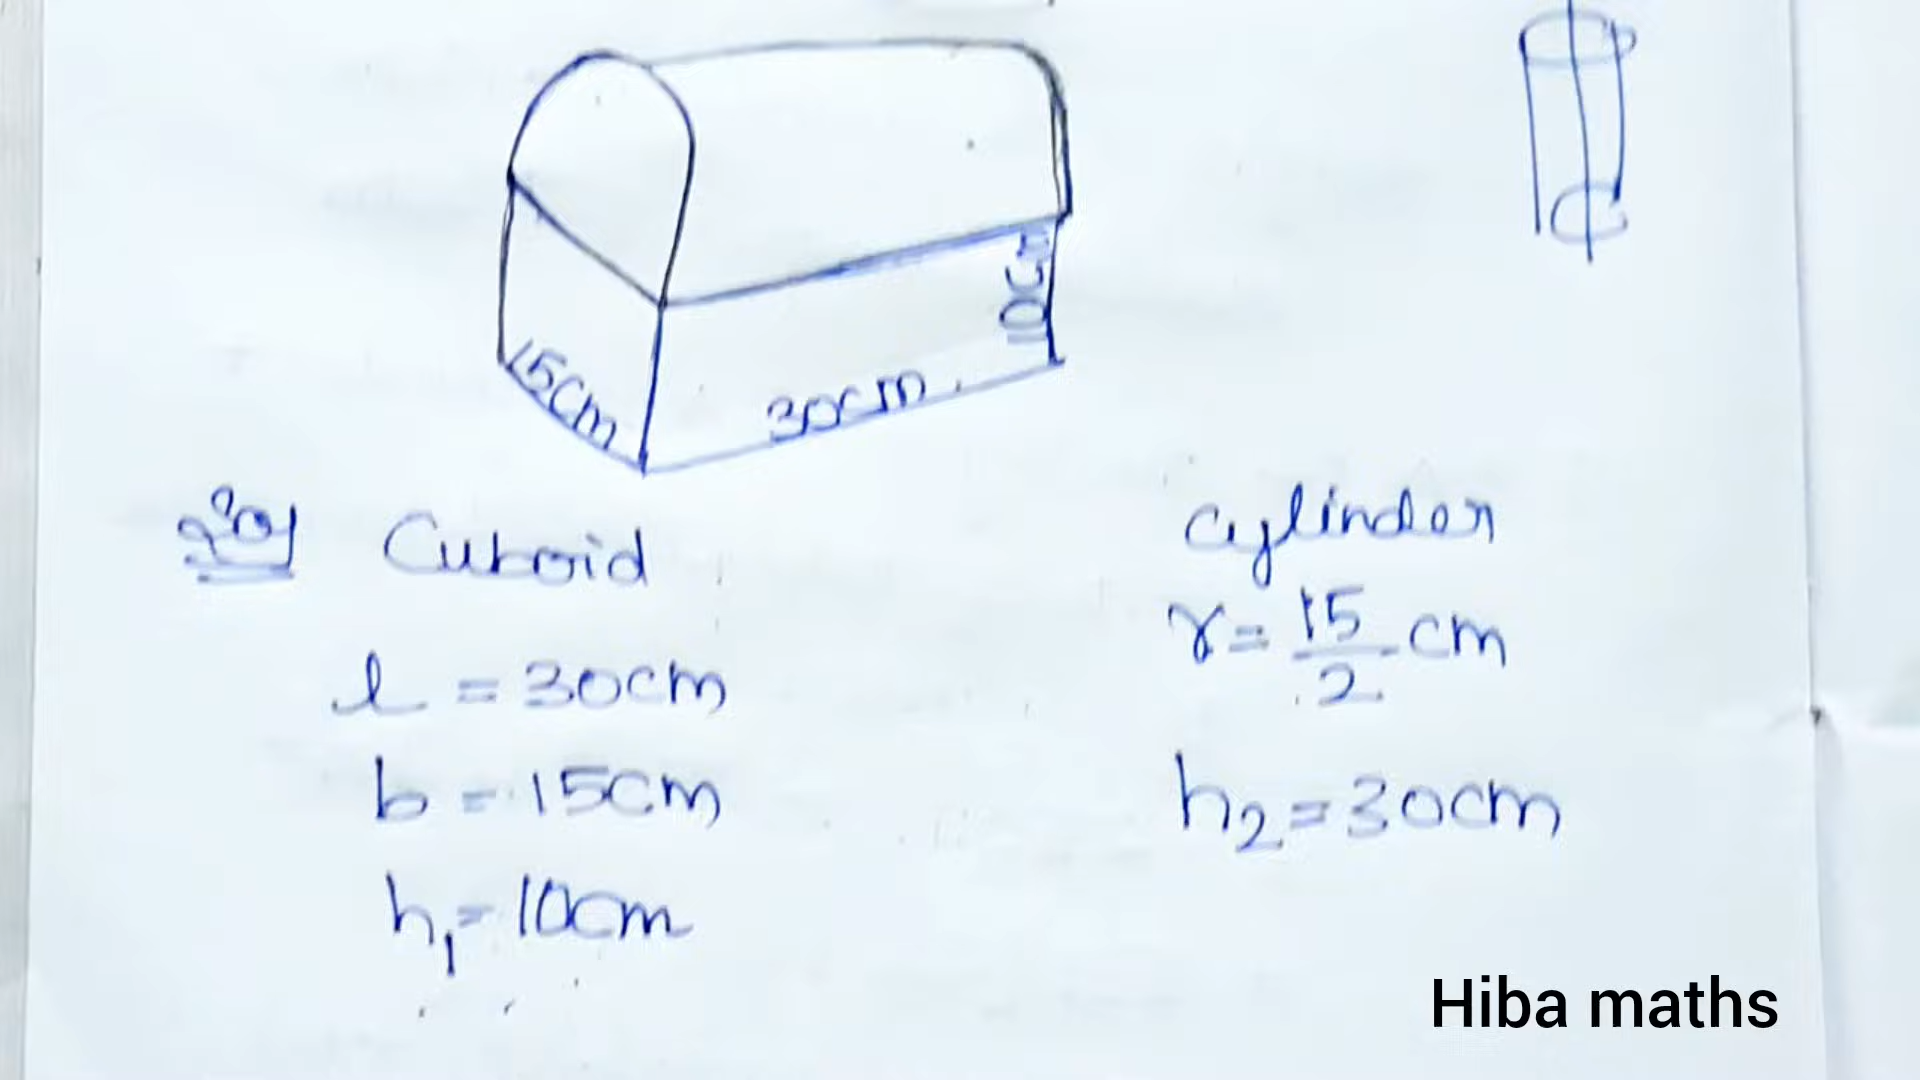 10cm
15cm
30cm
Sol
Cuboid
cylinder
r = 15/2 cm
l = 30cm
b = 15cm
h2 = 30cm
h1 = 10cm
Hiba maths